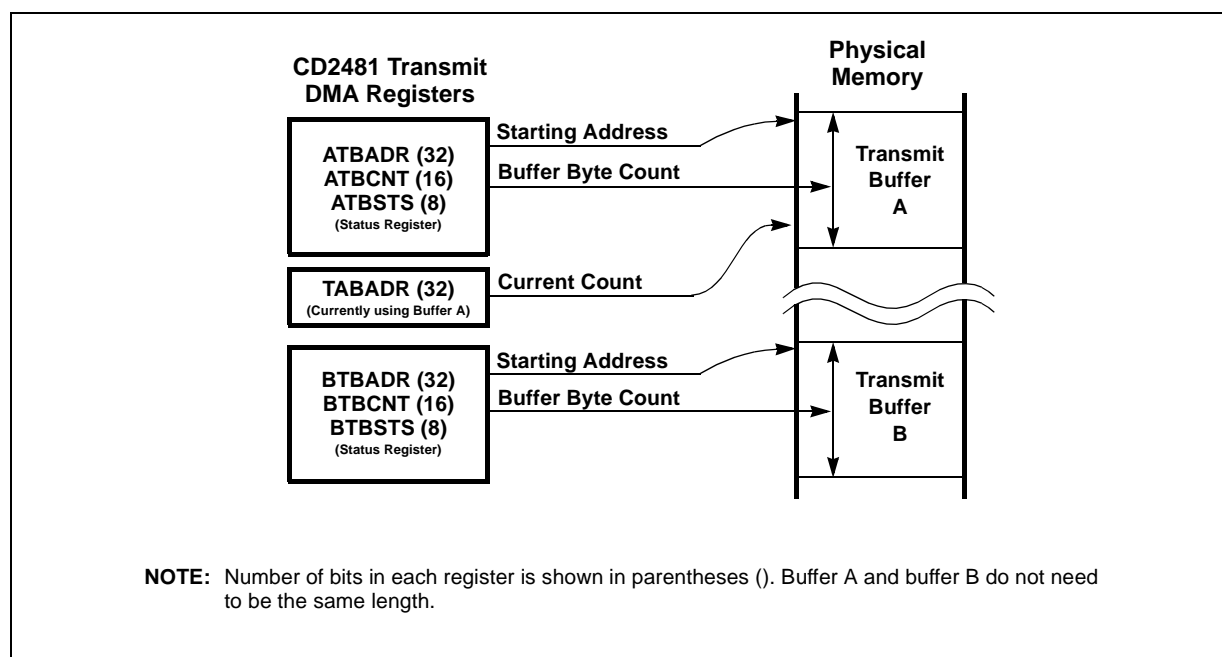 CD2481 Transmit
DMA Registers
Physical
Memory
ATBADR (32)
ATBCNT (16)
ATBSTS (8)
(Status Register)
Starting Address
Buffer Byte Count
Transmit
Buffer
A
TABADR (32)
(Currently using Buffer A)
Current Count
BTBADR (32)
BTBCNT (16)
BTBSTS (8)
(Status Register)
Starting Address
Buffer Byte Count
Transmit
Buffer
B
NOTE: Number of bits in each register is shown in parentheses (). Buffer A and buffer B do not need
to be the same length.